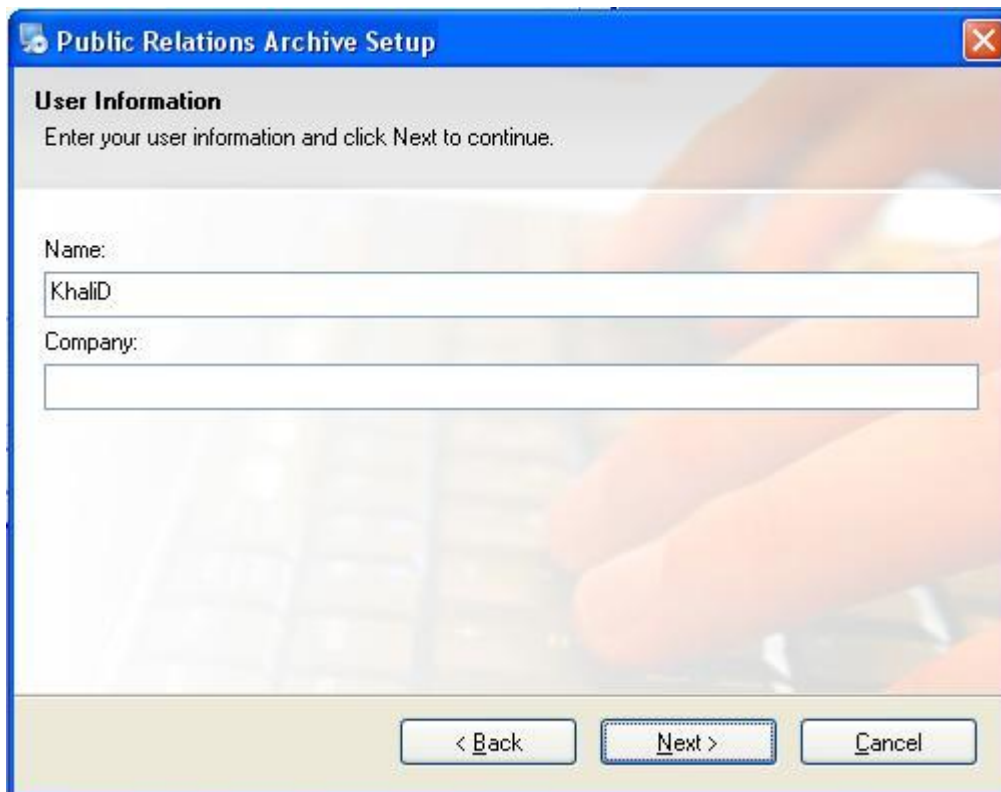 Public Relations Archive Setup
User Information
Enter your user information and click Next to continue.
Name:
KhaliD
Company:
< Back
Next >
Cancel